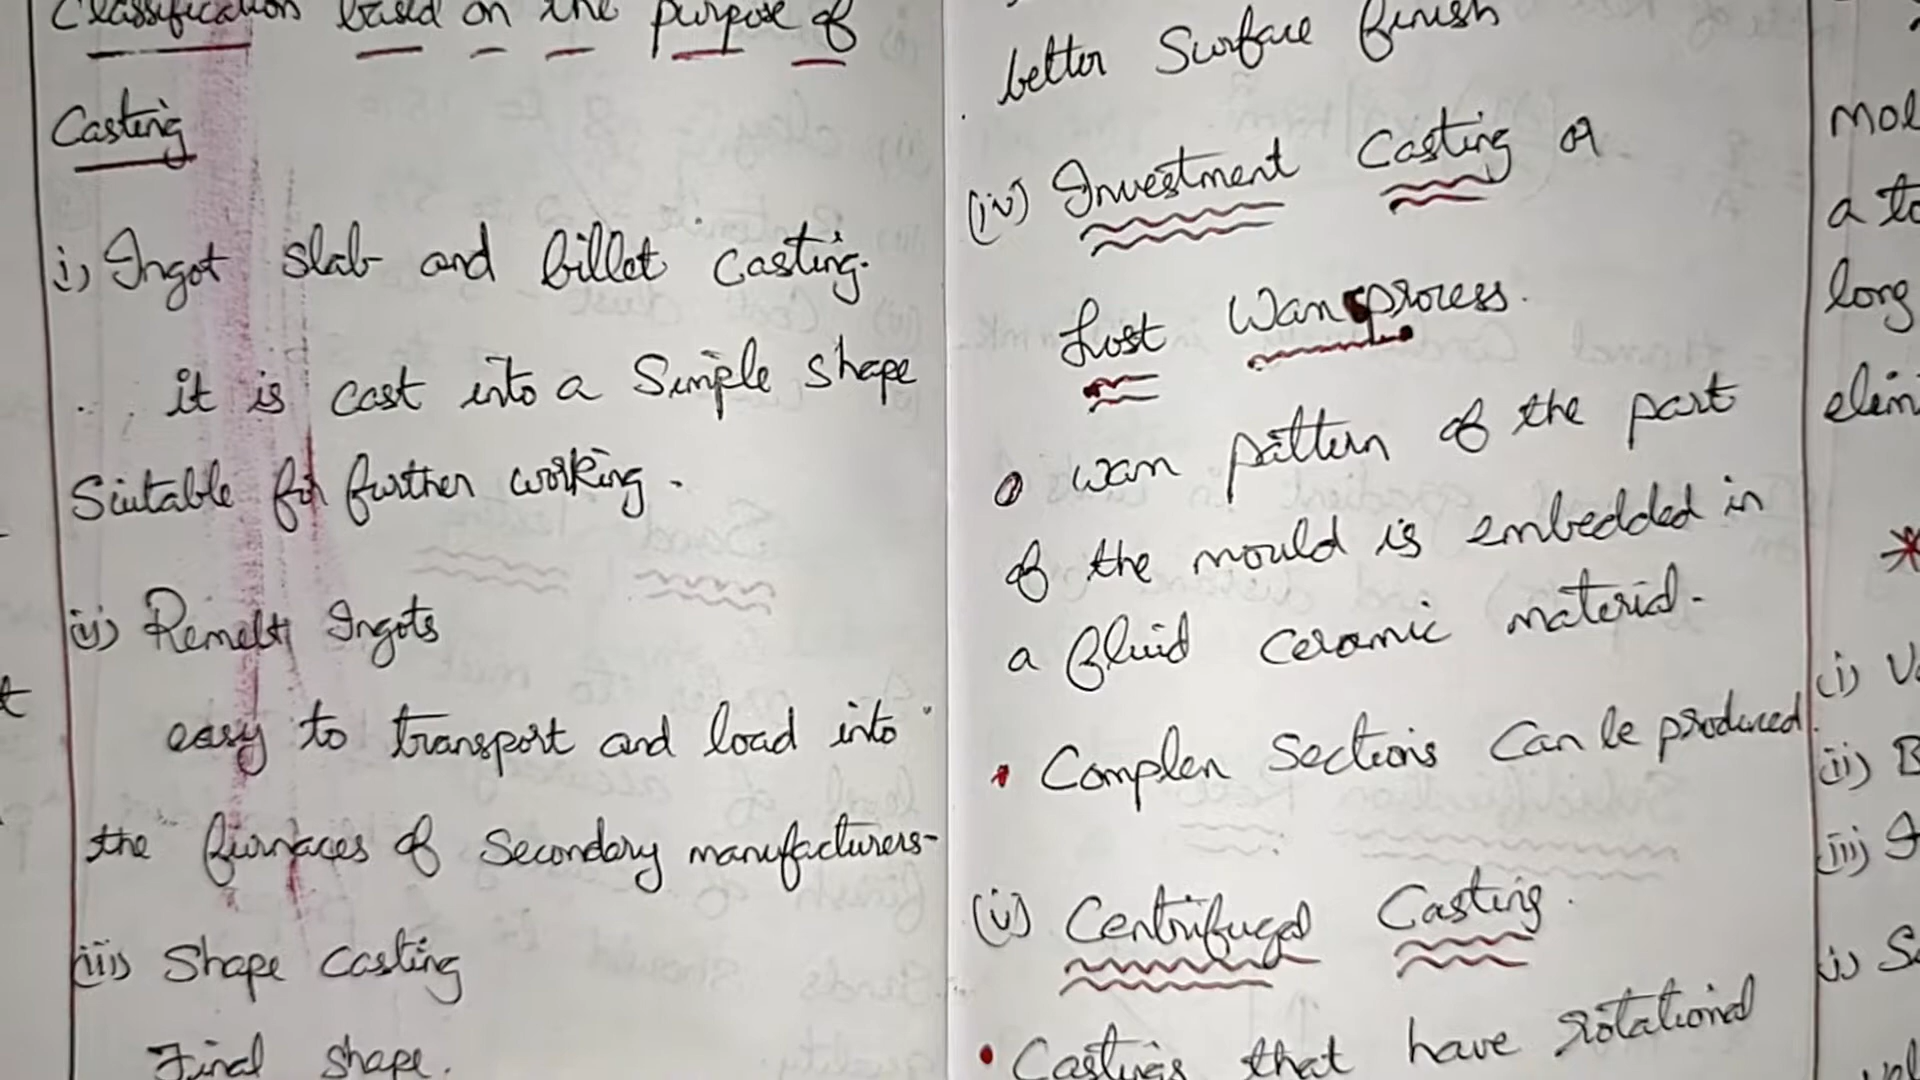 Classification based on the purpose of
Casting
i) Ingot slab and billet casting.
it is cast into a Simple shape
Suitable for further working.
ii) Remelt Ingots
easy to transport and load into
the furnaces of Secondary manufacturers-
iii) Shape casting
Final shape.
better Surface finish
(iv) Investment Casting or
Lost Wax process.
wax pattern of the part
of the mould is embedded in
a fluid ceramic material.
• Complex sections can be produced.
(v) Centrifugal Casting.
• Castings that have rotational
a to
long
(i)
(ii) B
(iii)